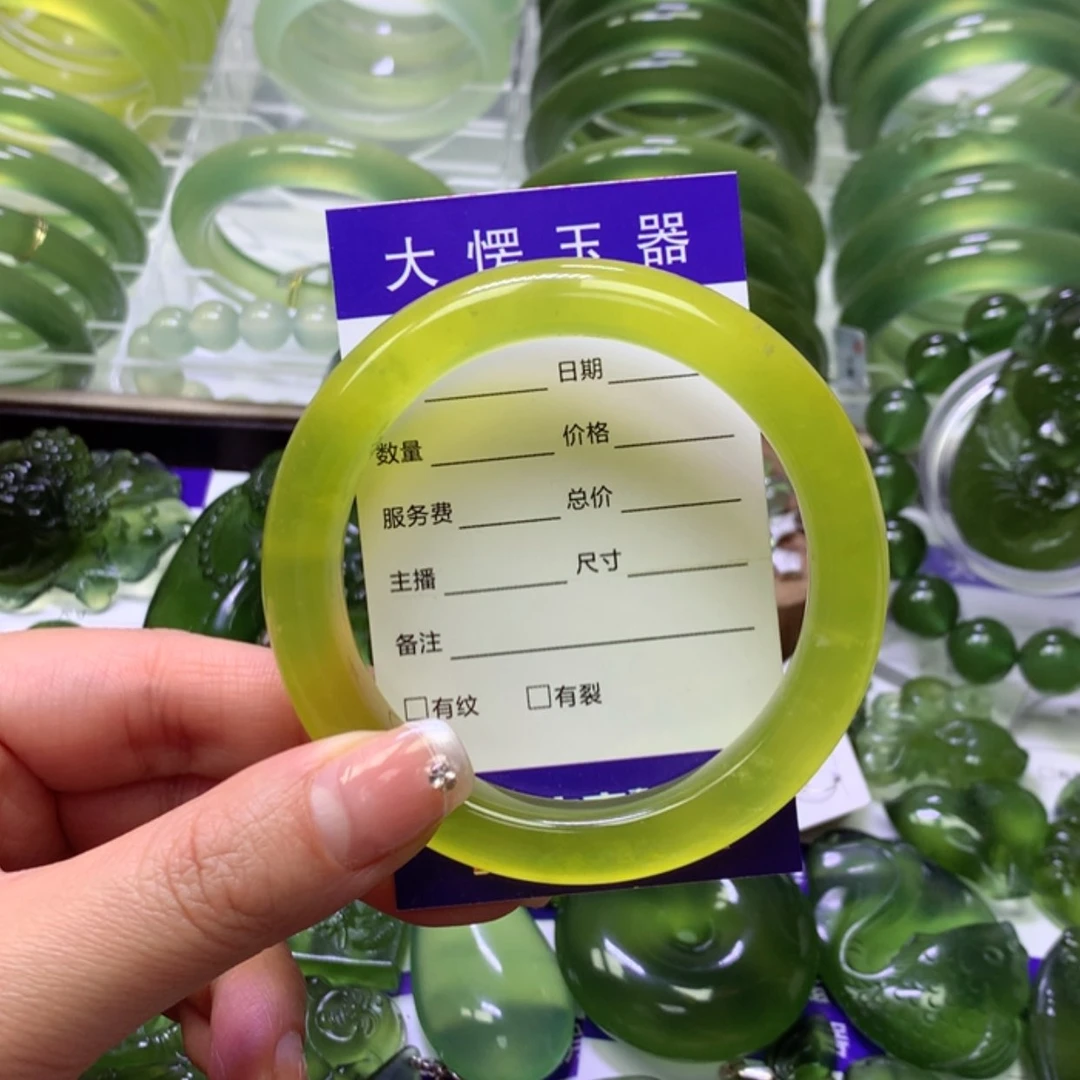 大愣玉器
日期
数量 价格
服务费 总价
主播 尺寸
备注
□有纹 □有裂